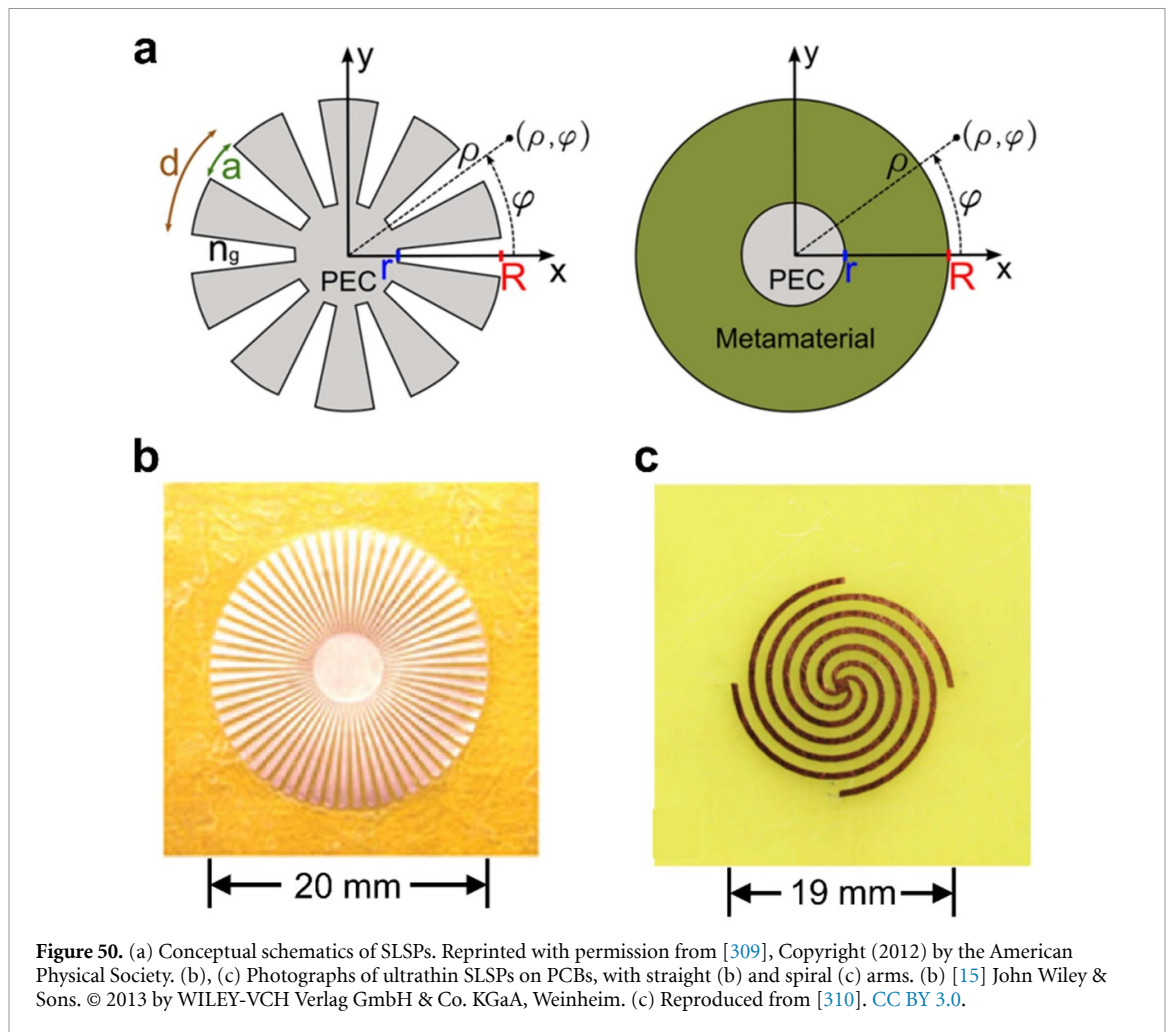 a
y
y
d
a
ρ
(ρ,φ)
ρ
(ρ,φ)
φ
φ
n_g
PEC
r
R
x
PEC
r
R
x
Metamaterial
b
c
20 mm
19 mm
Figure 50. (a) Conceptual schematics of SLSPs. Reprinted with permission from [309], Copyright (2012) by the American
Physical Society. (b), (c) Photographs of ultrathin SLSPs on PCBs, with straight (b) and spiral (c) arms. (b) [15] John Wiley &
Sons. © 2013 by WILEY-VCH Verlag GmbH & Co. KGaA, Weinheim. (c) Reproduced from [310]. CC BY 3.0.